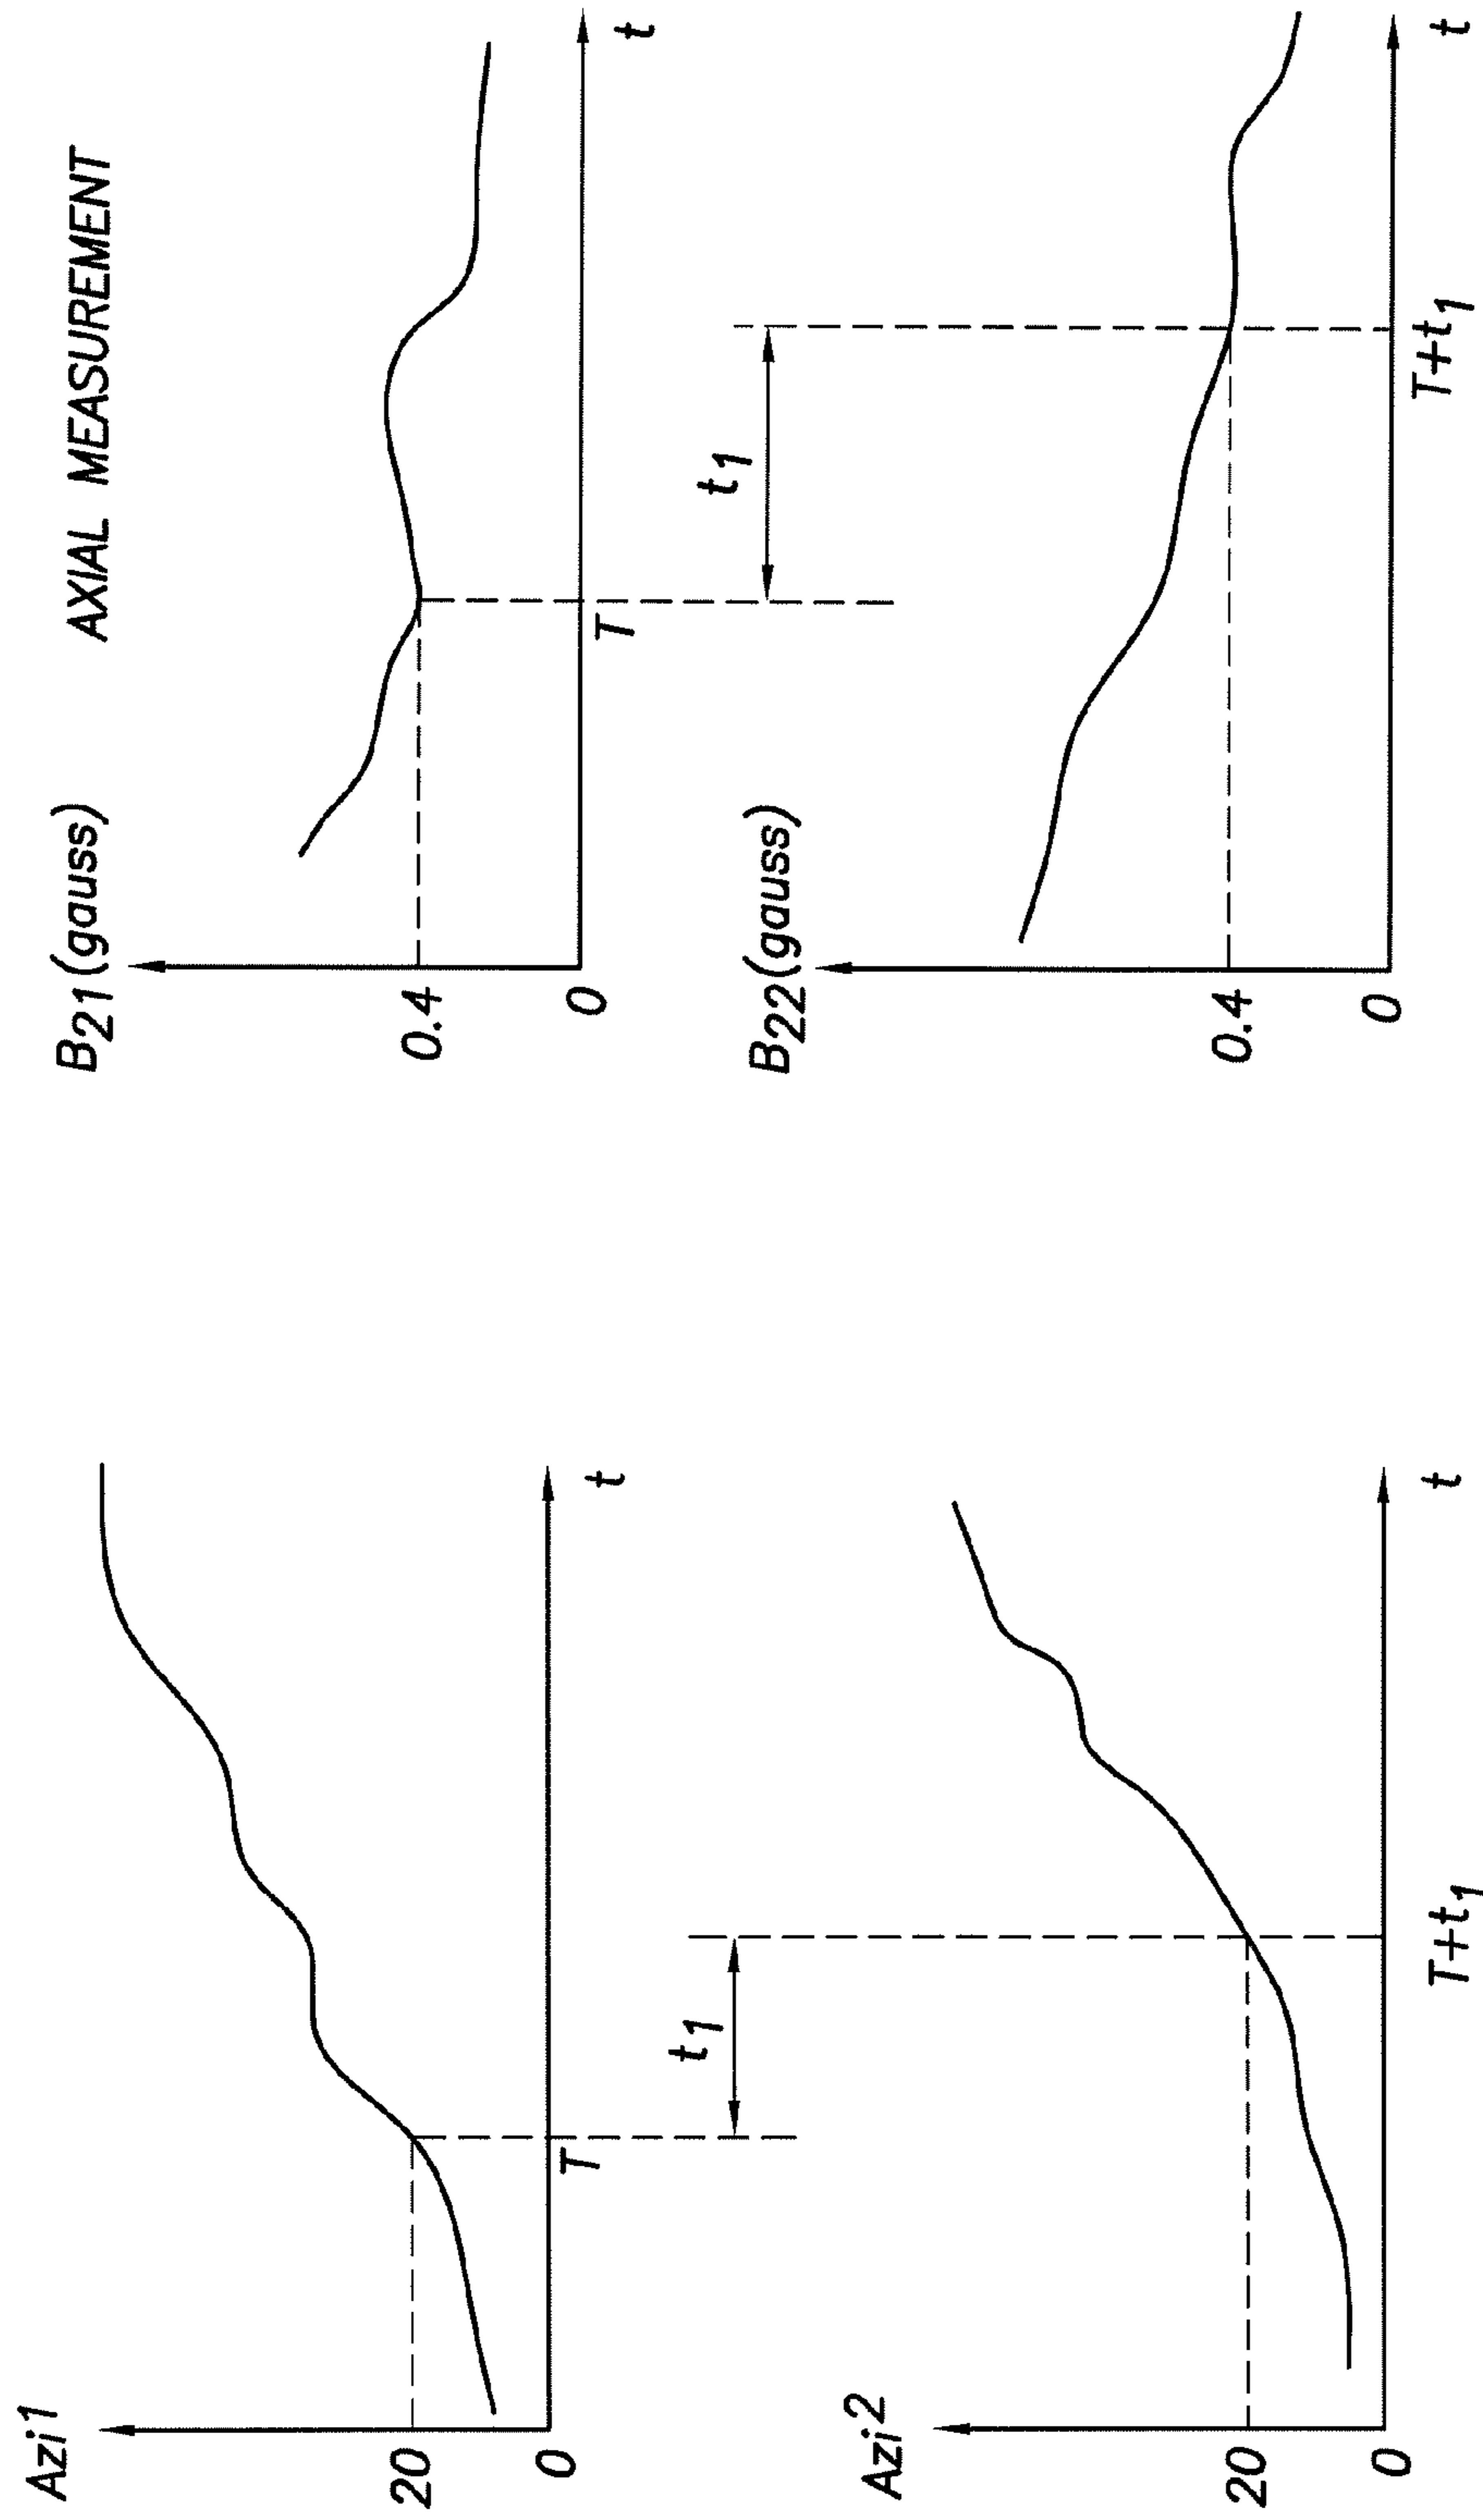 Azi1
20
0
T
t
t1
Azi2
20
0
T+t1
t
AXIAL MEASUREMENT
B21(gauss)
0.4
0
T
t
t1
B22(gauss)
0.4
0
T+t1
t